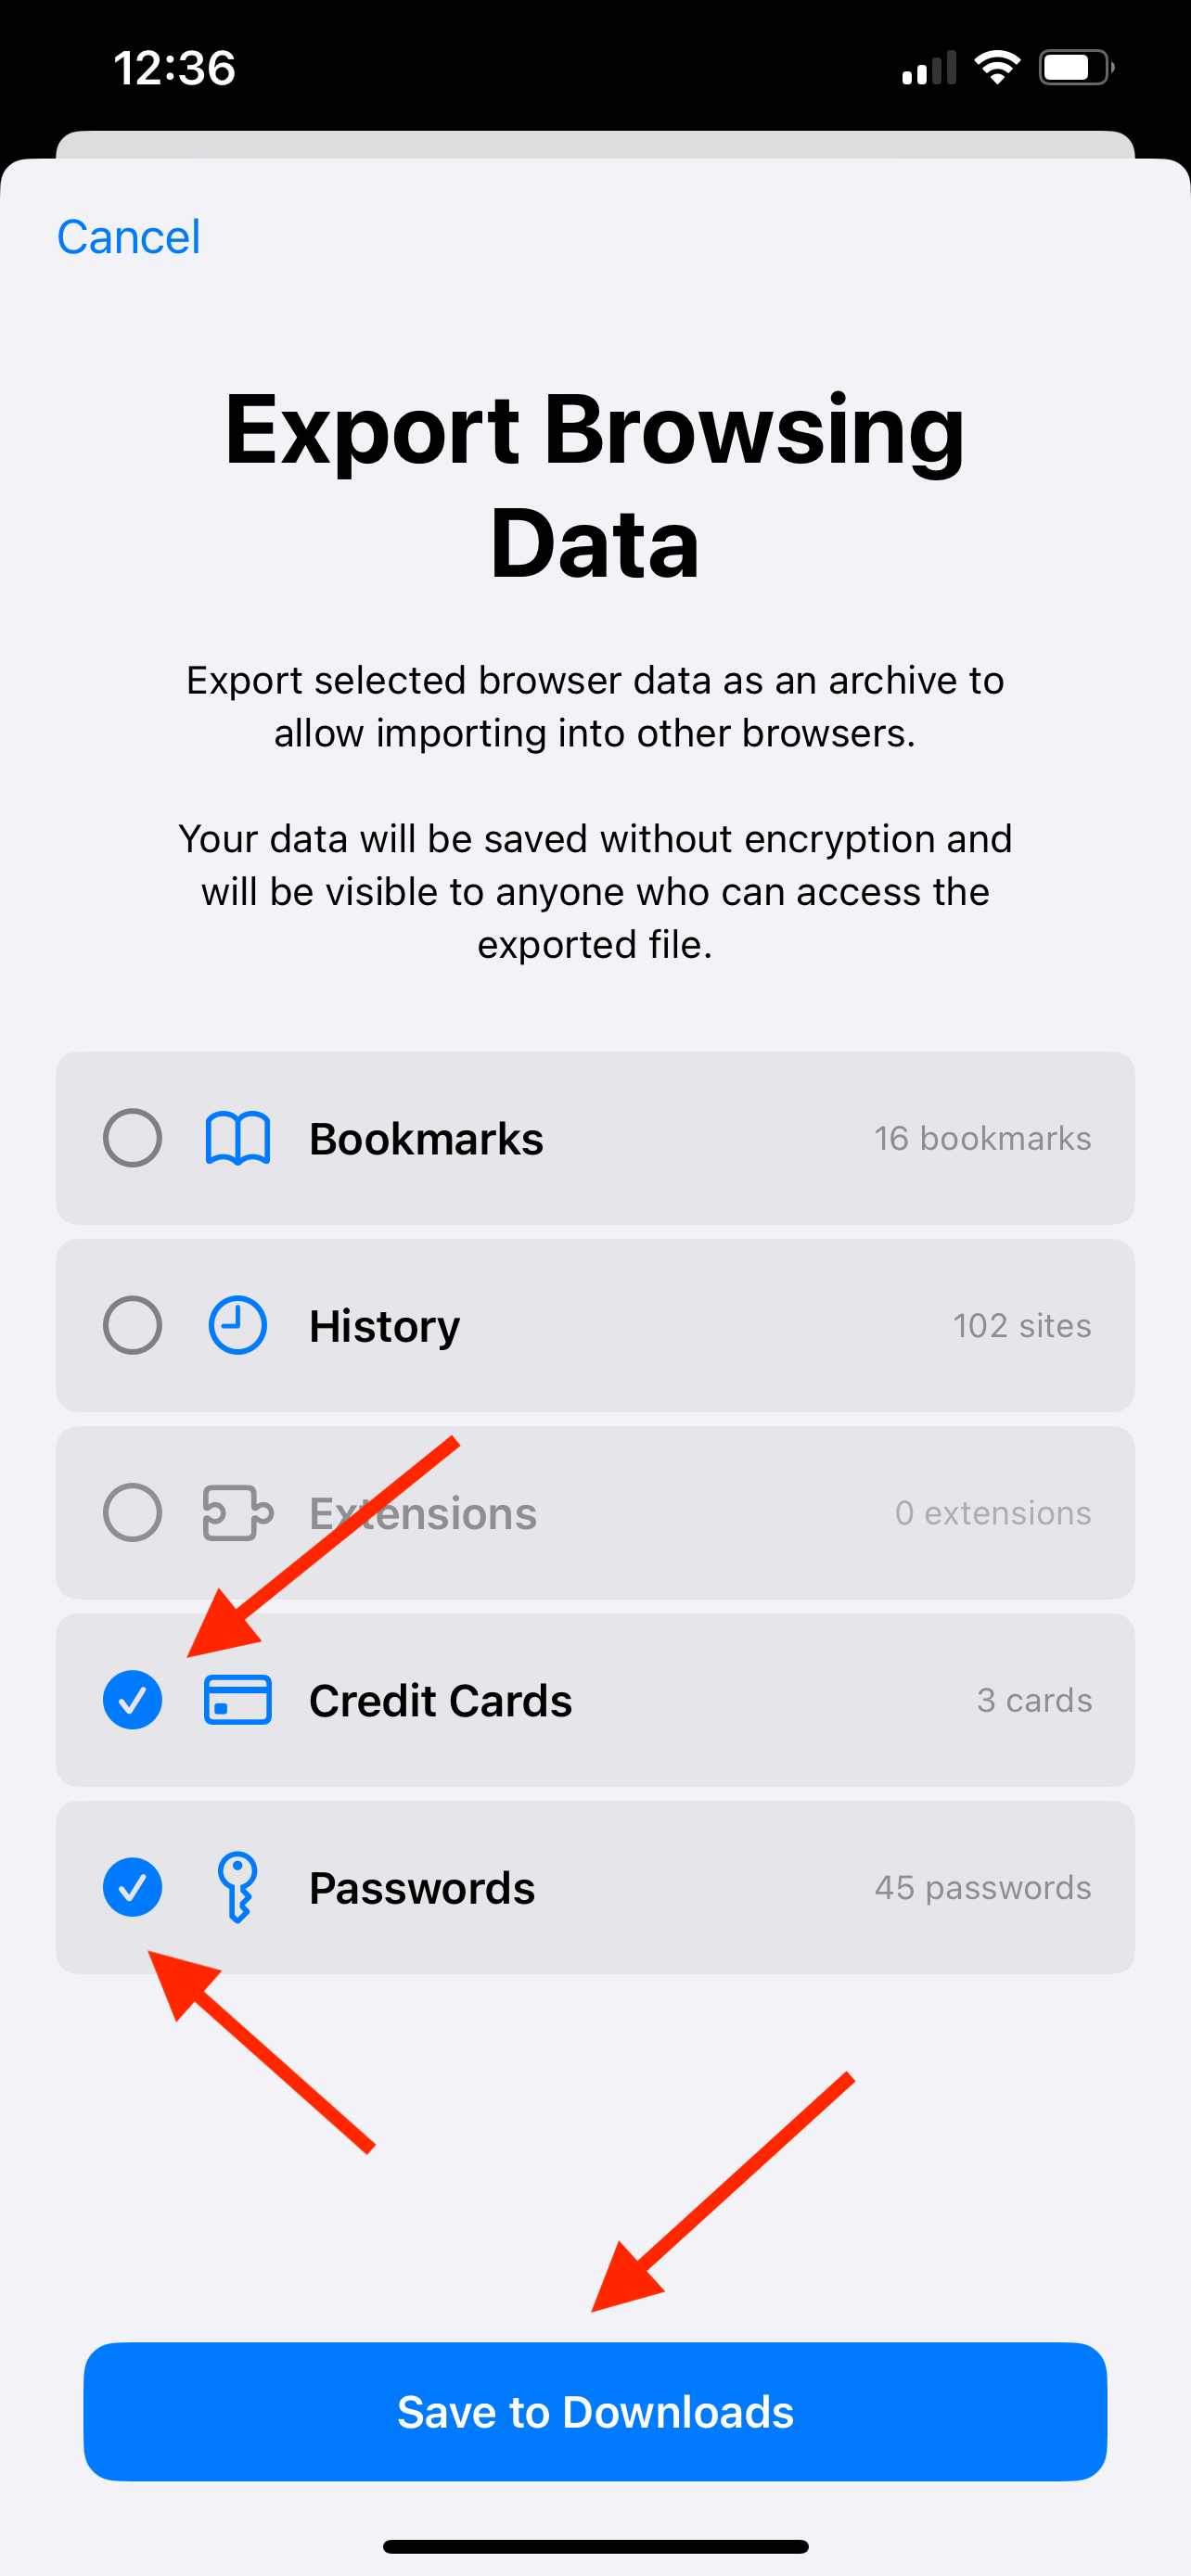 12:36
Cancel
Export Browsing
Data
Export selected browser data as an archive to
allow importing into other browsers.
Your data will be saved without encryption and
will be visible to anyone who can access the
exported file.
Bookmarks 16 bookmarks
History 102 sites
Extensions 0 extensions
Credit Cards 3 cards
Passwords 45 passwords
Save to Downloads